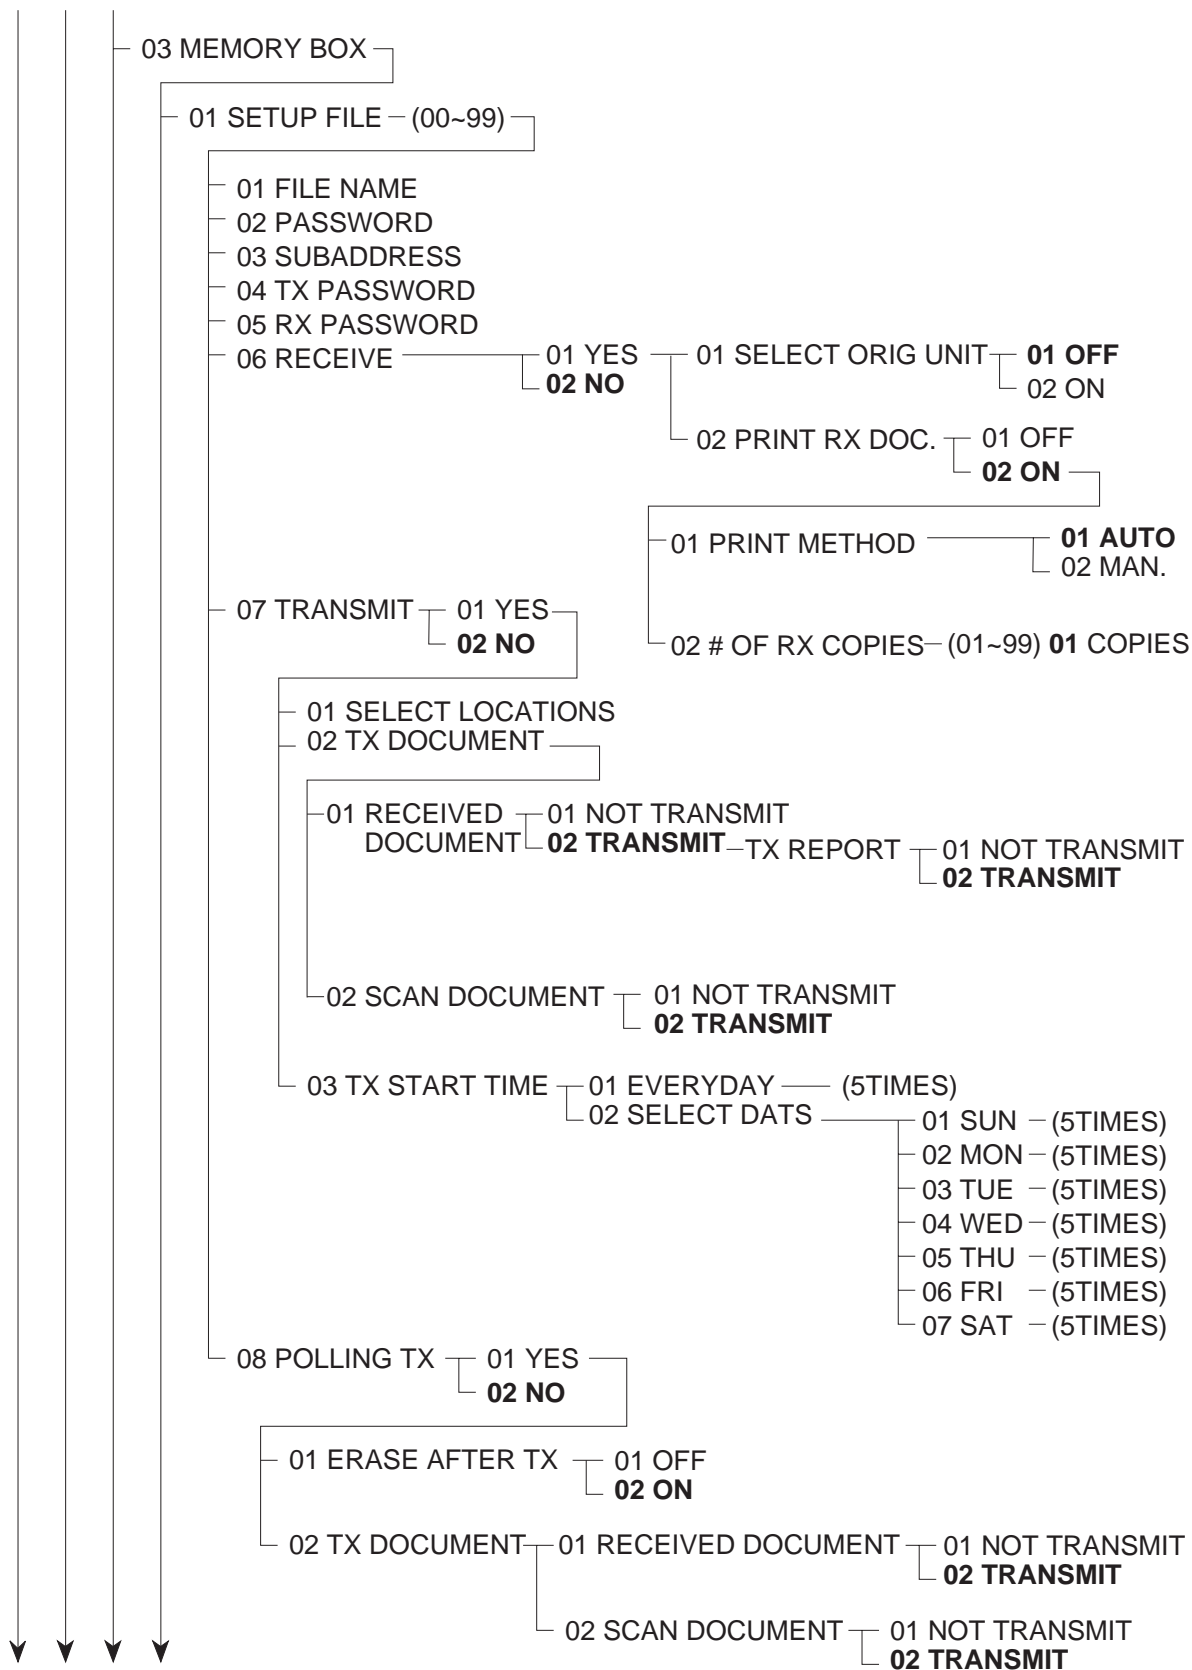 03 MEMORY BOX
01 SETUP FILE (00~99)
01 FILE NAME
02 PASSWORD
03 SUBADDRESS
04 TX PASSWORD
05 RX PASSWORD
06 RECEIVE 01 YES 01 SELECT ORIG UNIT 01 OFF
02 NO
02 ON
02 PRINT RX DOC. 01 OFF
02 ON
01 PRINT METHOD 01 AUTO
02 MAN.
07 TRANSMIT 01 YES
02 NO
02 # OF RX COPIES (01~99) 01 COPIES
01 SELECT LOCATIONS
02 TX DOCUMENT
01 RECEIVED 01 NOT TRANSMIT
DOCUMENT 02 TRANSMIT TX REPORT 01 NOT TRANSMIT
02 TRANSMIT
02 SCAN DOCUMENT 01 NOT TRANSMIT
02 TRANSMIT
03 TX START TIME 01 EVERYDAY (5TIMES)
02 SELECT DATS 01 SUN (5TIMES)
02 MON (5TIMES)
03 TUE (5TIMES)
04 WED (5TIMES)
05 THU (5TIMES)
06 FRI (5TIMES)
07 SAT (5TIMES)
08 POLLING TX 01 YES
02 NO
01 ERASE AFTER TX 01 OFF
02 ON
02 TX DOCUMENT 01 RECEIVED DOCUMENT 01 NOT TRANSMIT
02 TRANSMIT
02 SCAN DOCUMENT 01 NOT TRANSMIT
02 TRANSMIT